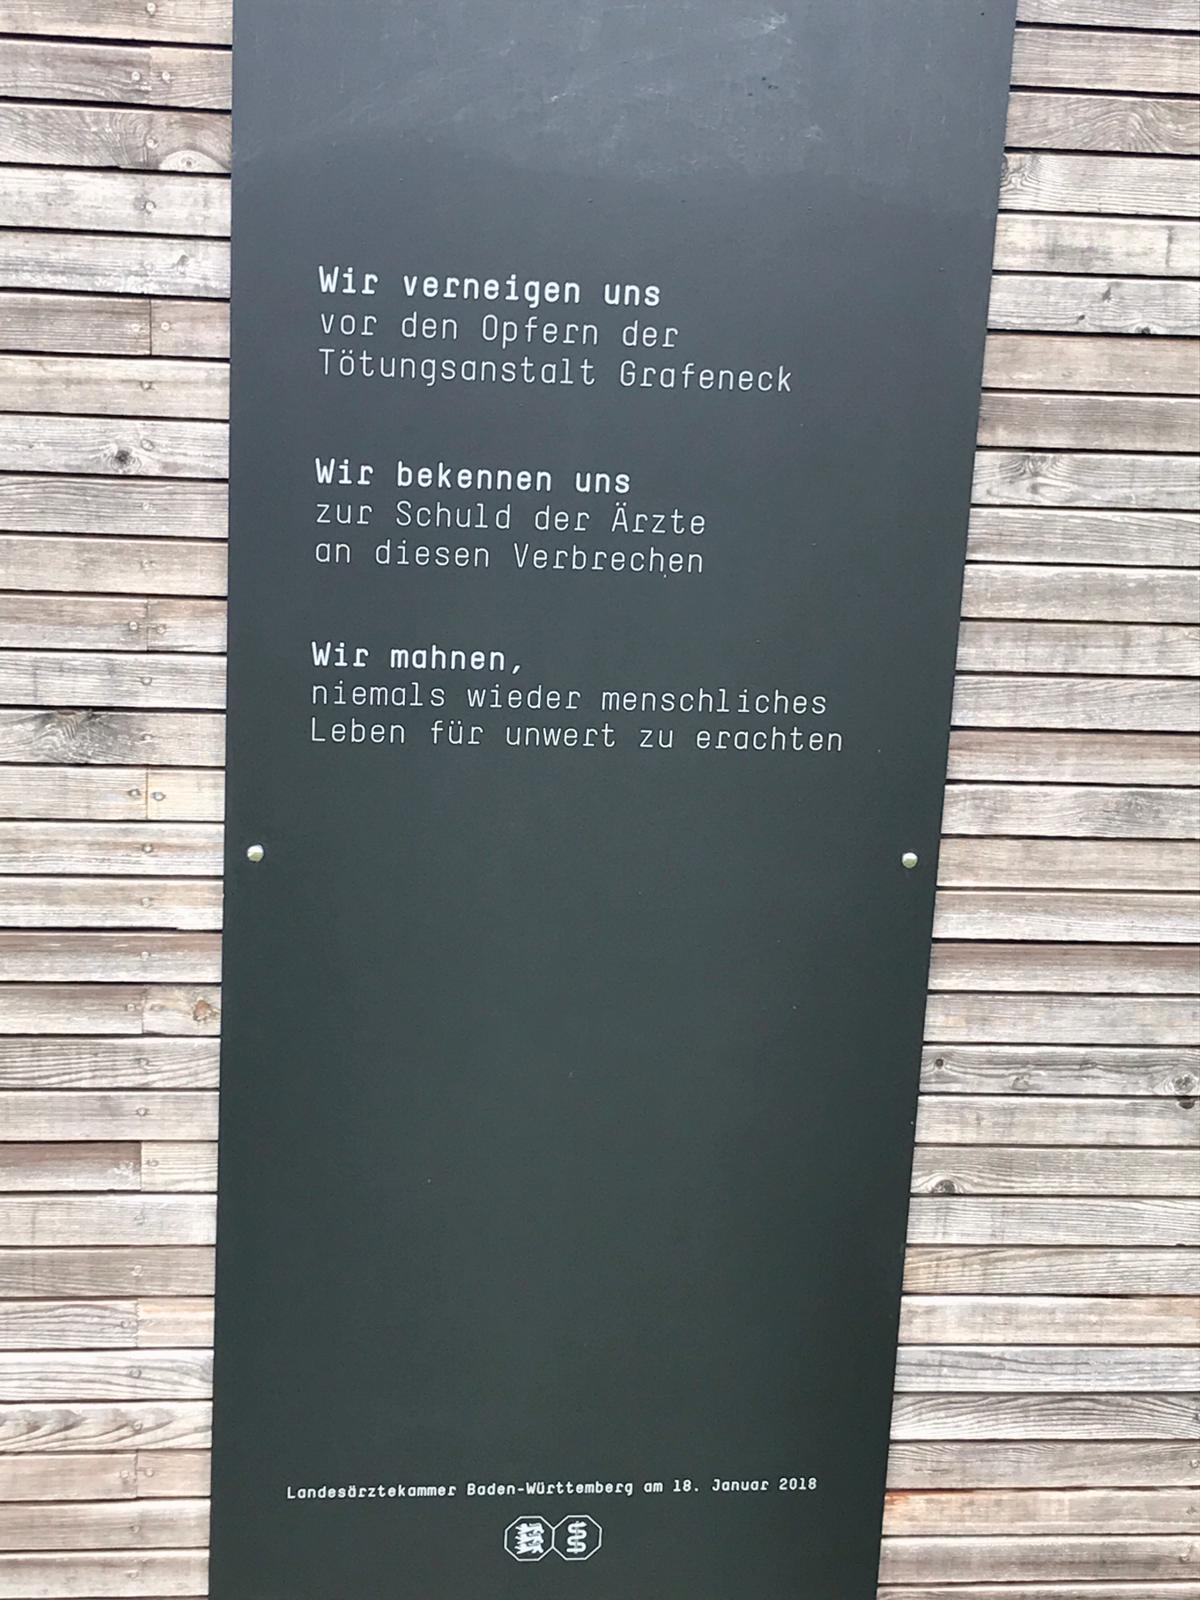 Wir verneigen uns
vor den Opfern der
Tötungsanstalt Grafeneck
Wir bekennen uns
zur Schuld der Ärzte
an diesen Verbrechen
Wir mahnen,
niemals wieder menschliches
Leben für unwert zu erachten
Landesärztekammer Baden-Württemberg am 18. Januar 2018